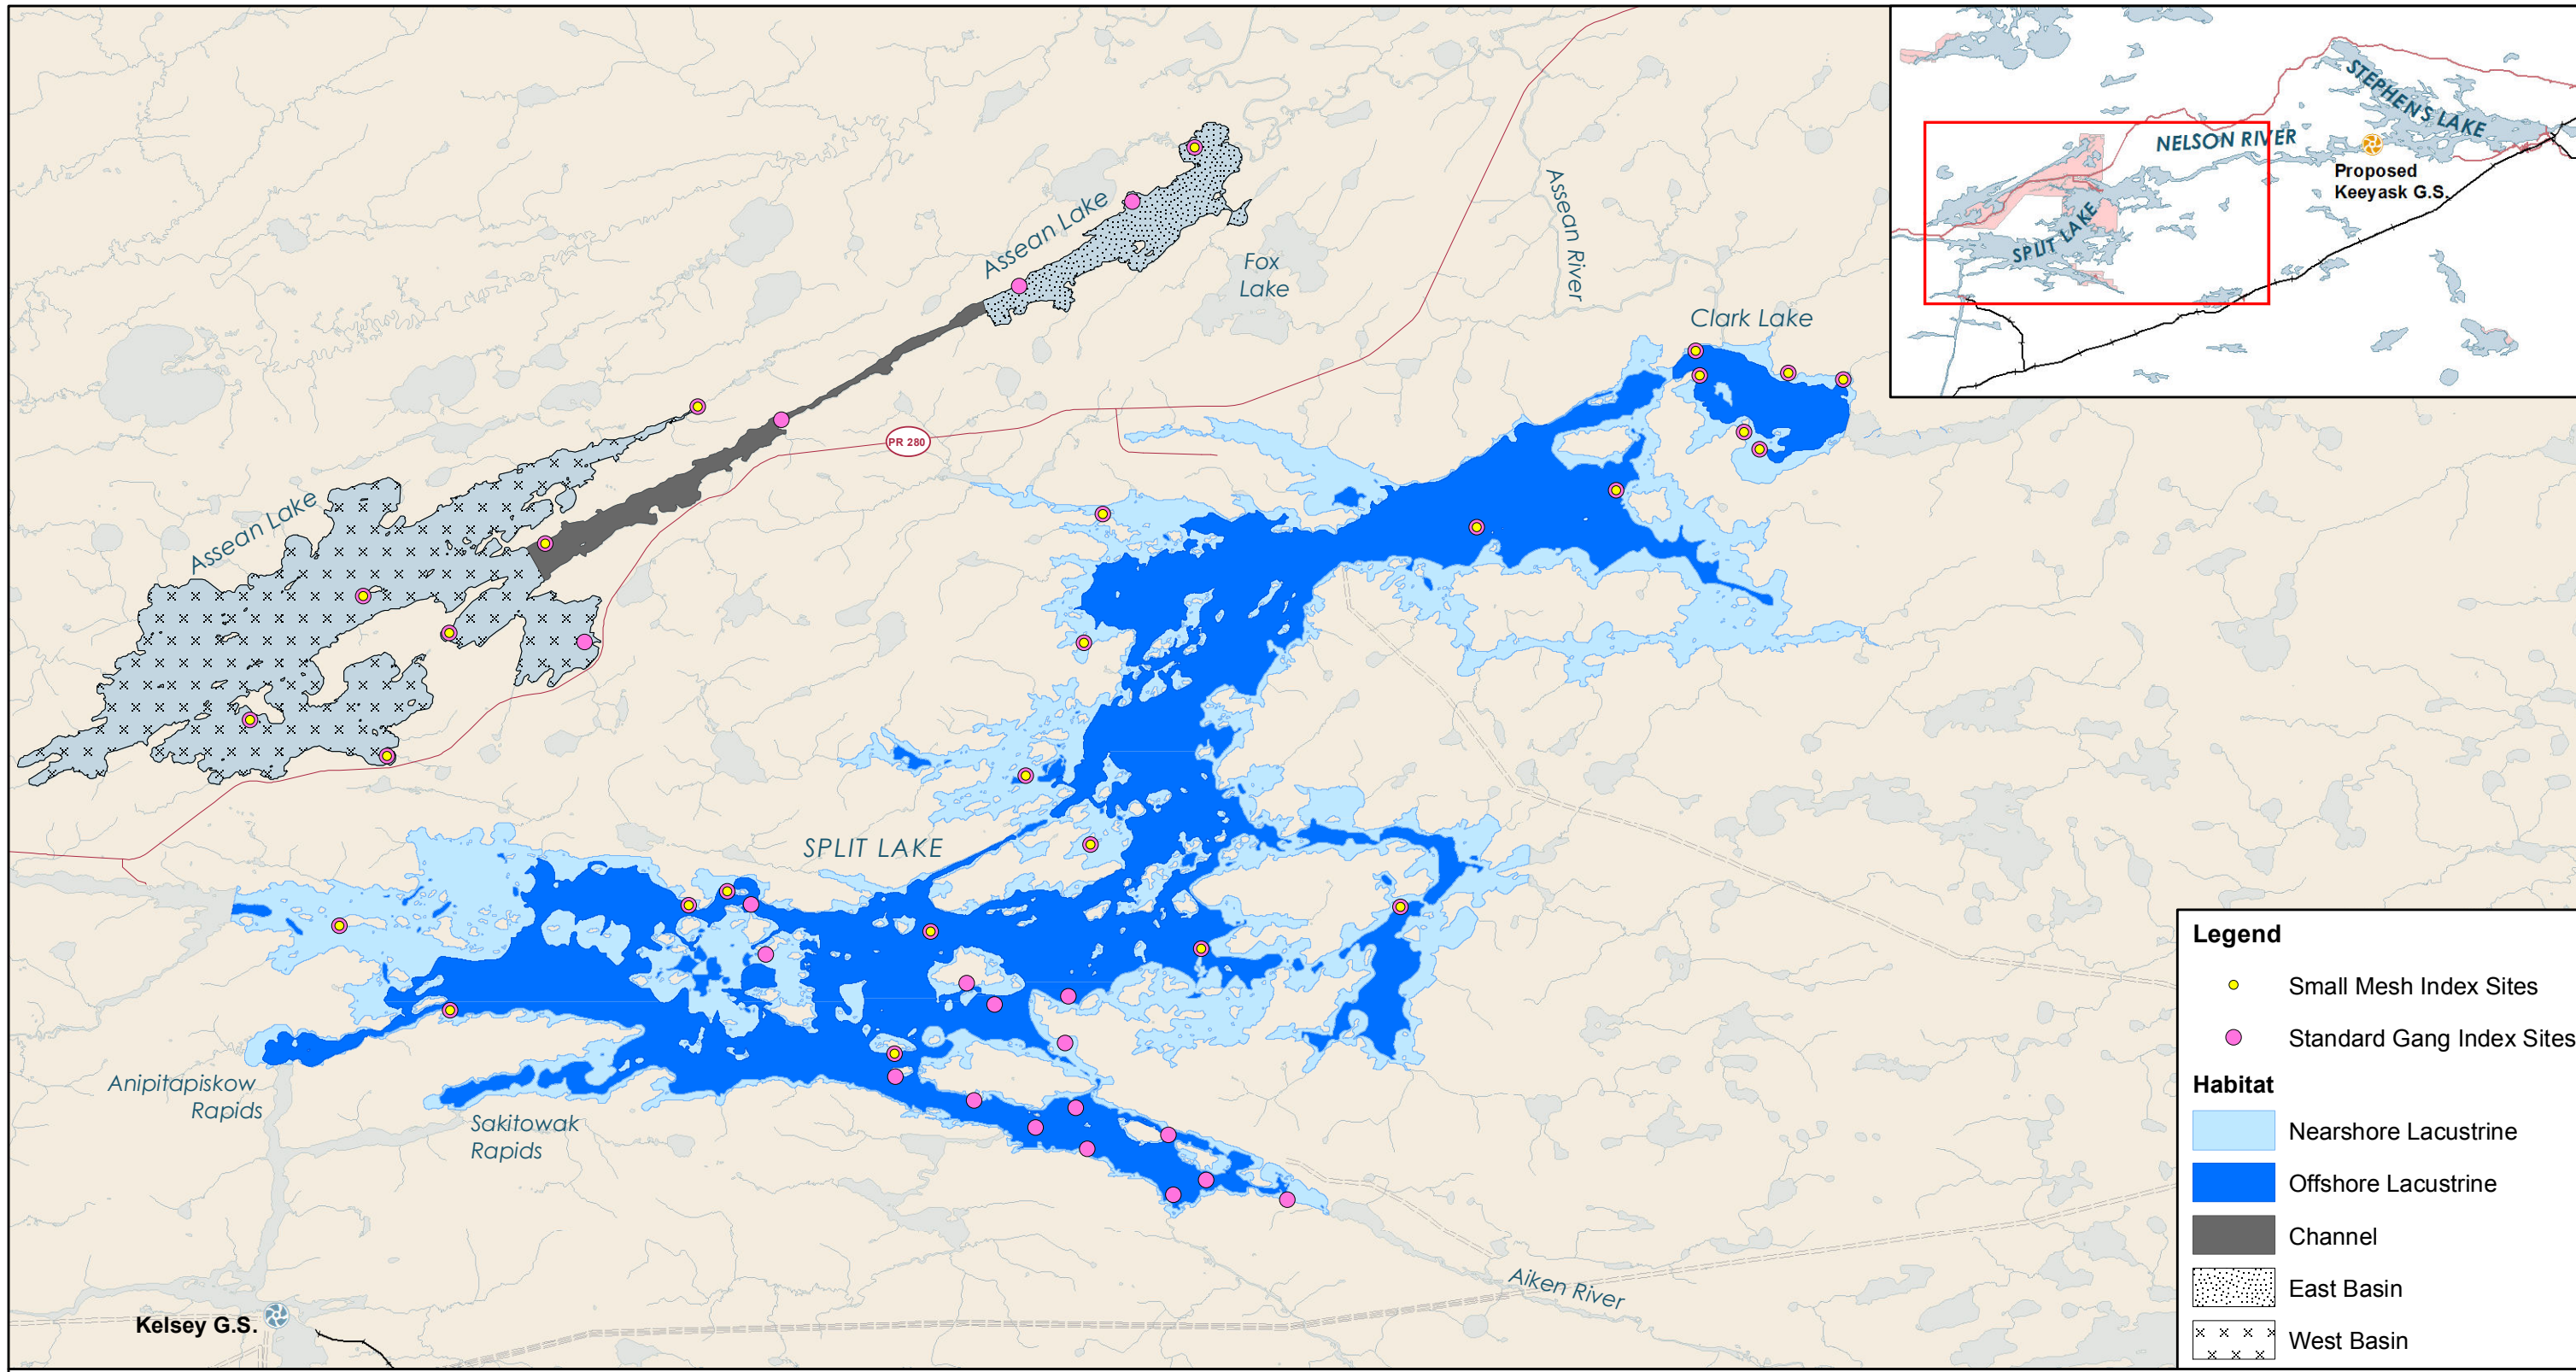 Assean Lake
Fox
Lake
Assean River
Clark Lake
PR 280
Assean Lake
SPLIT LAKE
Anipitapiskow
Rapids
Sakitowak
Rapids
Aiken River
Kelsey G.S.
STEPHENS LAKE
NELSON RIVER
Proposed
Keeyask G.S.
SPLIT LAKE
Legend
Small Mesh Index Sites
Standard Gang Index Sites
Habitat
Nearshore Lacustrine
Offshore Lacustrine
Channel
East Basin
West Basin